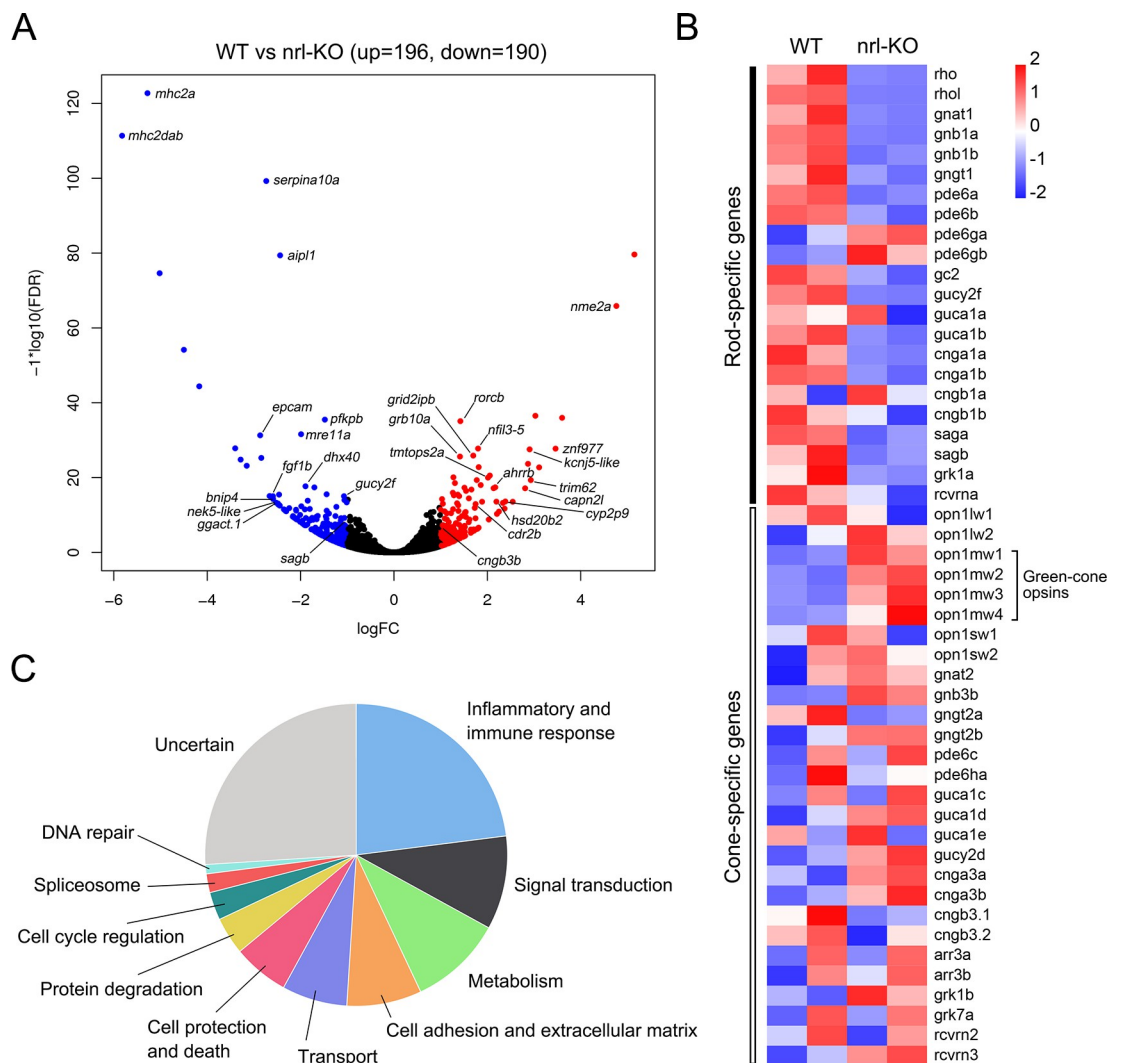 A
WT vs nrl-KO (up=196, down=190)
−1*log10(FDR)
120
100
80
60
40
20
0
−6
−4
−2
0
2
4
logFC
mhc2a
mhc2dab
serpina10a
aipl1
nme2a
epcam
pfkpb
mre11a
fgf1b
dhx40
gucy2f
bnip4
nek5-like
ggact.1
sagb
grid2ipb
rorcb
grb10a
nfil3-5
tmtops2a
znf977
kcnj5-like
ahrrb
trim62
capn2l
cyp2p9
hsd20b2
cdr2b
cngb3b
B
WT nrl-KO
2
1
0
-1
-2
Rod-specific genes
rho
rhol
gnat1
gnb1a
gnb1b
gngt1
pde6a
pde6b
pde6ga
pde6gb
gc2
gucy2f
guca1a
guca1b
cnga1a
cnga1b
cngb1a
cngb1b
saga
sagb
grk1a
rcvrna
Cone-specific genes
opn1lw1
opn1lw2
opn1mw1
opn1mw2
opn1mw3
opn1mw4
Green-cone
opsins
opn1sw1
opn1sw2
gnat2
gnb3b
gngt2a
gngt2b
pde6c
pde6ha
guca1c
guca1d
guca1e
gucy2d
cnga3a
cnga3b
cngb3.1
cngb3.2
arr3a
arr3b
grk1b
grk7a
rcvrn2
rcvrn3
C
Inflammatory and
immune response
Signal transduction
Metabolism
Cell adhesion and extracellular matrix
Transport
Cell protection
and death
Protein degradation
Cell cycle regulation
Spliceosome
DNA repair
Uncertain